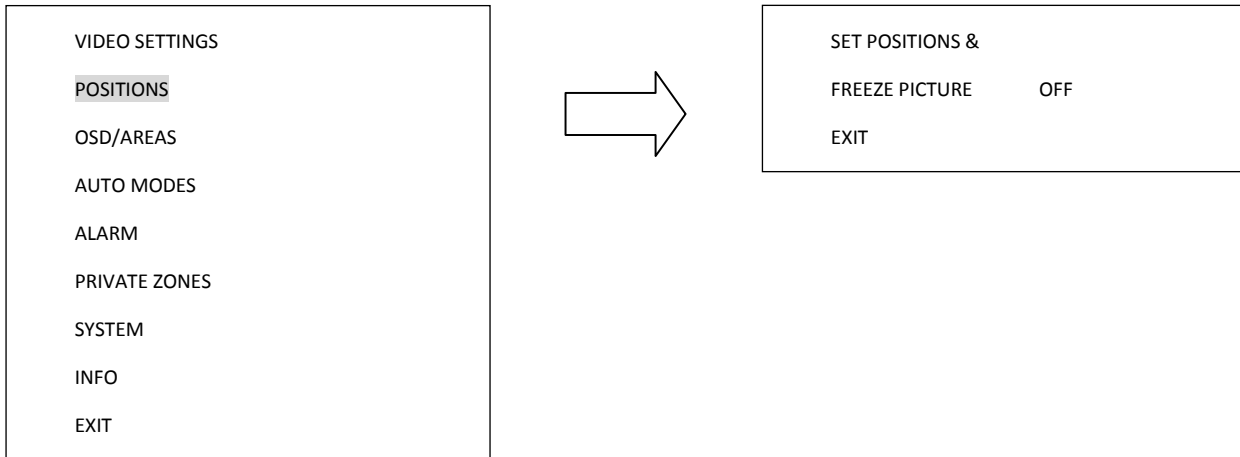 VIDEO SETTINGS
POSITIONS
OSD/AREAS
AUTO MODES
ALARM
PRIVATE ZONES
SYSTEM
INFO
EXIT
SET POSITIONS &
FREEZE PICTURE OFF
EXIT